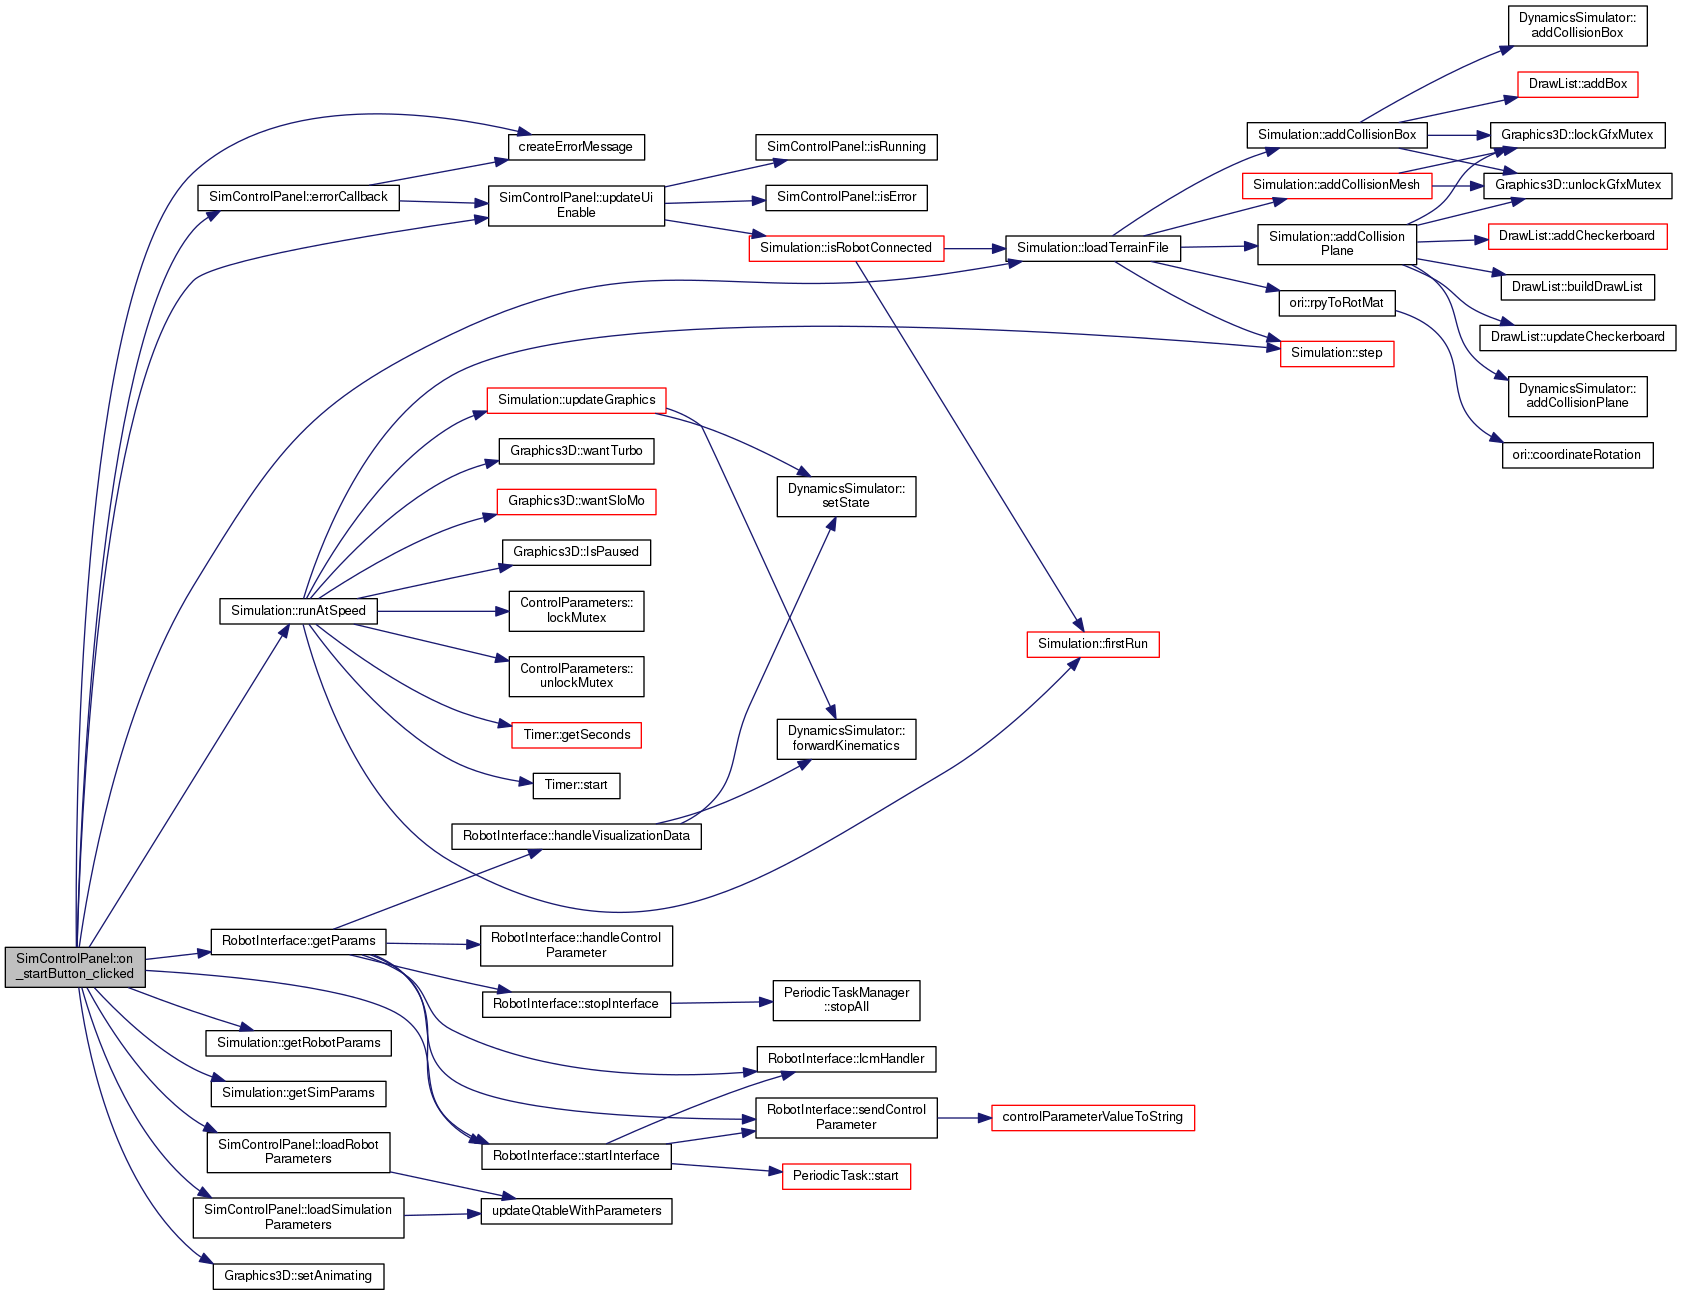 DynamicsSimulator::
addCollisionBox
DrawList::addBox
Simulation::addCollisionBox
Graphics3D::lockGfxMutex
createErrorMessage
SimControlPanel::isRunning
Simulation::addCollisionMesh
Graphics3D::unlockGfxMutex
SimControlPanel::errorCallback
SimControlPanel::updateUi
Enable
SimControlPanel::isError
Simulation::isRobotConnected
Simulation::loadTerrainFile
Simulation::addCollision
Plane
DrawList::addCheckerboard
DrawList::buildDrawList
ori::rpyToRotMat
DrawList::updateCheckerboard
Simulation::step
DynamicsSimulator::
addCollisionPlane
Simulation::updateGraphics
Graphics3D::wantTurbo
ori::coordinateRotation
Graphics3D::wantSloMo
DynamicsSimulator::
setState
Graphics3D::IsPaused
Simulation::runAtSpeed
ControlParameters::
lockMutex
Simulation::firstRun
ControlParameters::
unlockMutex
Timer::getSeconds
DynamicsSimulator::
forwardKinematics
Timer::start
RobotInterface::handleVisualizationData
RobotInterface::getParams
RobotInterface::handleControl
Parameter
SimControlPanel::on
_startButton_clicked
RobotInterface::stopInterface
PeriodicTaskManager
::stopAll
Simulation::getRobotParams
RobotInterface::lcmHandler
Simulation::getSimParams
RobotInterface::sendControl
Parameter
controlParameterValueToString
SimControlPanel::loadRobot
Parameters
RobotInterface::startInterface
PeriodicTask::start
SimControlPanel::loadSimulation
Parameters
updateQtableWithParameters
Graphics3D::setAnimating